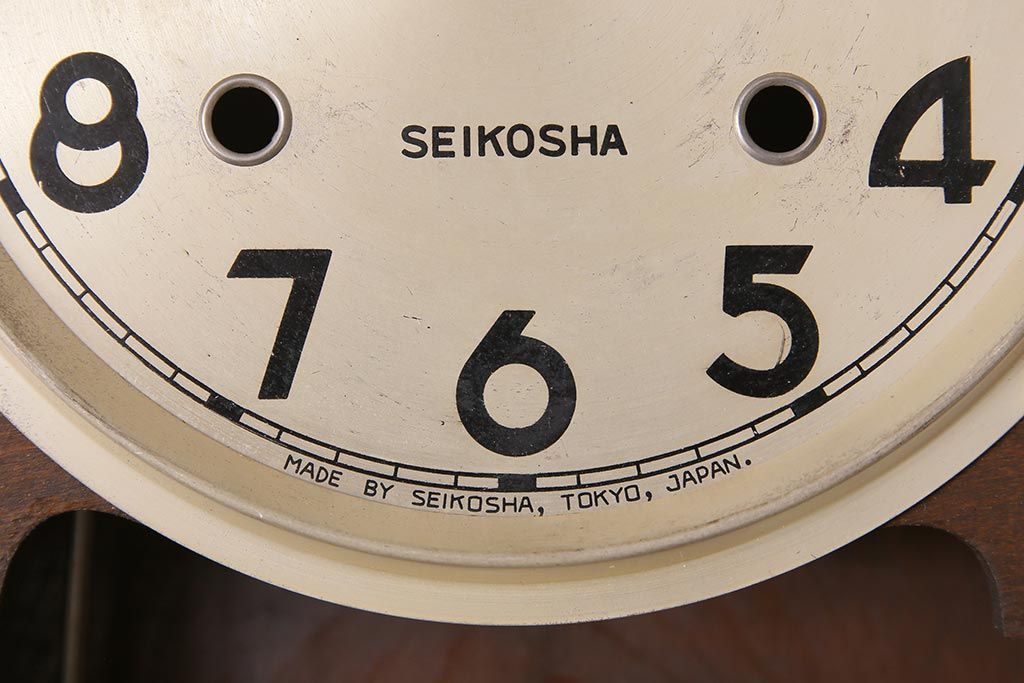 8 SEIKOSHA 4
7 6 5
MADE BY SEIKOSHA, TOKYO, JAPAN.